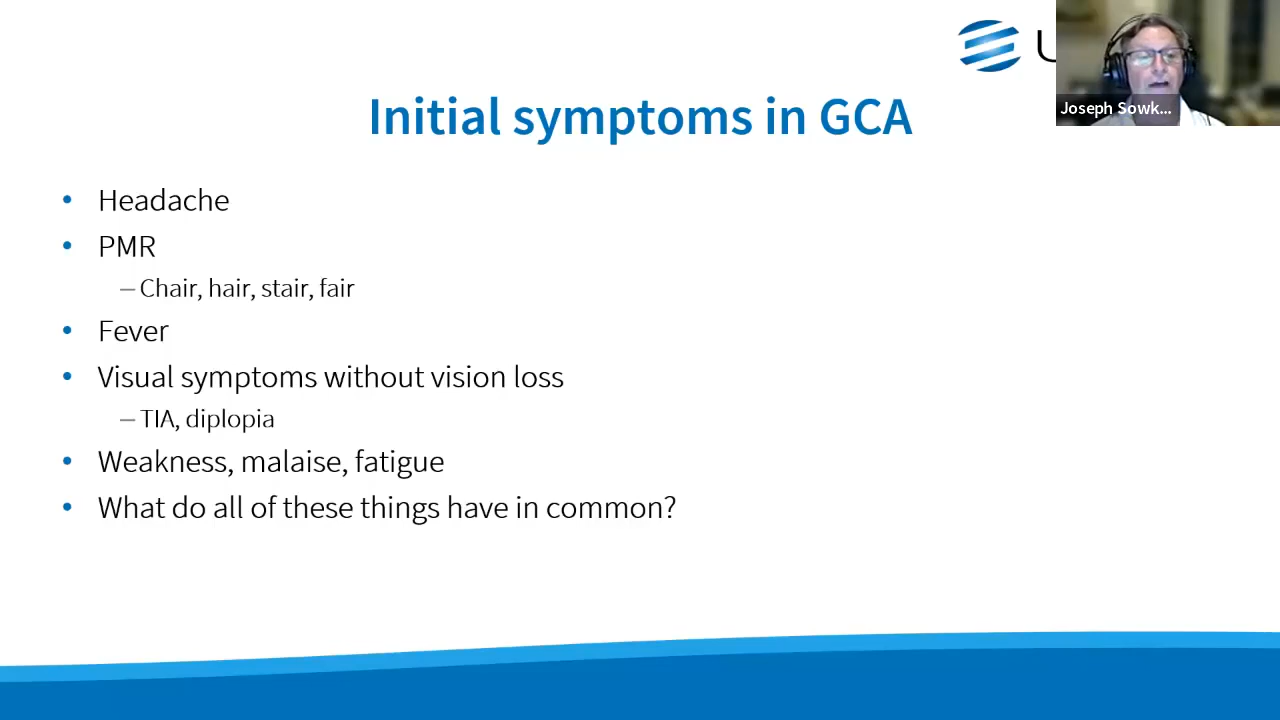 U
Joseph Sowk...
Initial symptoms in GCA
• Headache
• PMR
– Chair, hair, stair, fair
• Fever
• Visual symptoms without vision loss
– TIA, diplopia
• Weakness, malaise, fatigue
• What do all of these things have in common?